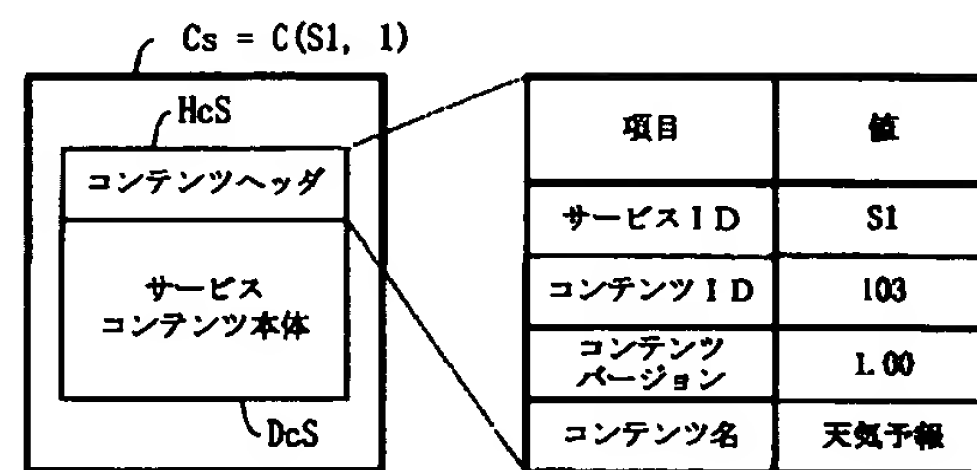 Cs = C(S1, 1)
HcS
コンテンツヘッダ
サービス
コンテンツ本体
DcS
項目 値
サービスID S1
コンテンツID 103
コンテンツ
バージョン 1.00
コンテンツ名 天気予報